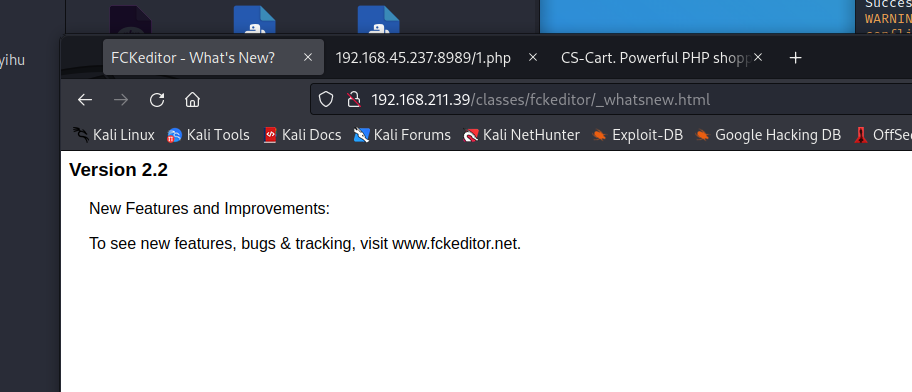 Succes
WARNIN
confli
yihu
FCKeditor - What's New?
192.168.45.237:8989/1.php
CS-Cart. Powerful PHP shopp
192.168.211.39/classes/fckeditor/_whatsnew.html
Kali Linux
Kali Tools
Kali Docs
Kali Forums
Kali NetHunter
Exploit-DB
Google Hacking DB
OffSe
Version 2.2
New Features and Improvements:
To see new features, bugs & tracking, visit www.fckeditor.net.